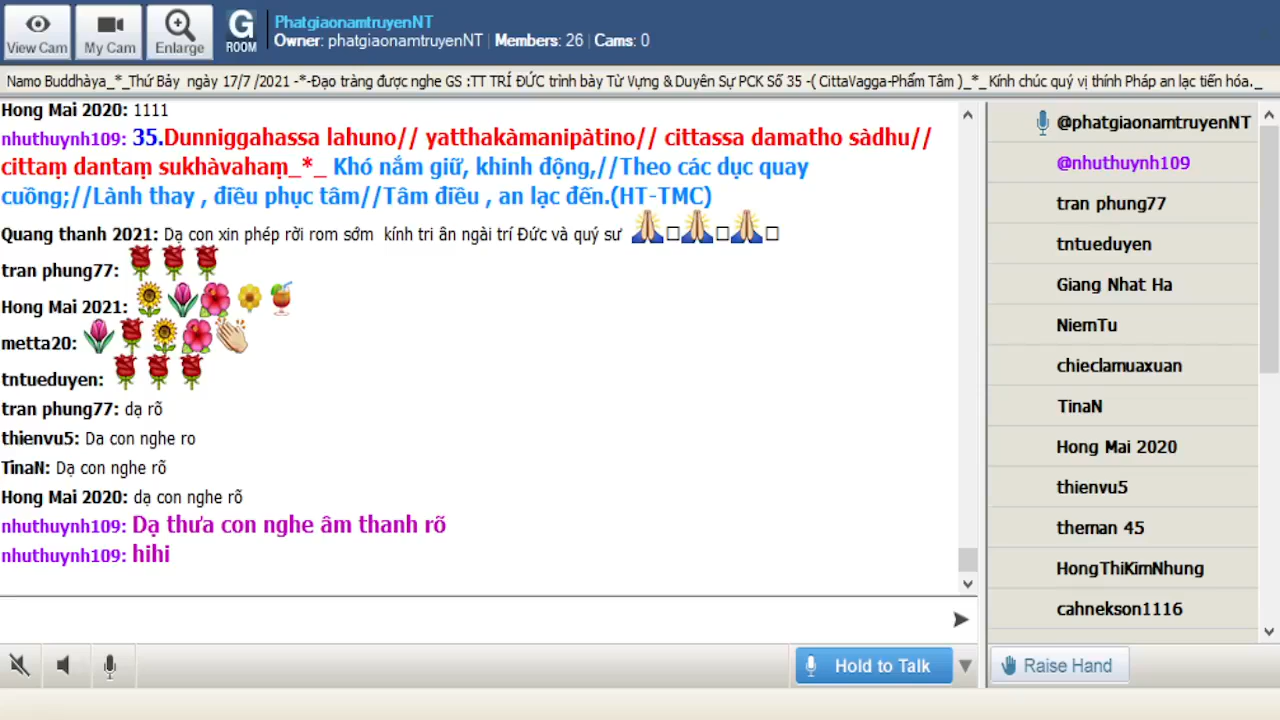 View Cam
My Cam
Enlarge
G
ROOM
PhatgiaonamtruyenNT
Owner: phatgiaonamtruyenNT | Members: 26 | Cams: 0
Namo Buddhàya_*_Thứ Bảy ngày 17/7 /2021 -*-Đạo tràng được nghe GS :TT TRÍ ĐỨC trình bày Từ Vựng & Duyên Sự PCK Số 35 -( CittaVagga-Phẩm Tâm )_*_ Kính chúc quý vị thính Pháp an lạc tiến hóa._
Hong Mai 2020: 1111
nhuthuynh109: 35.Dunniggahassa lahuno// yatthakàmanipàtino// cittassa damatho sàdhu//
cittaṃ dantaṃ sukhàvahaṃ_*_ Khó nắm giữ, khinh động,//Theo các dục quay
cuồng;//Lành thay , điều phục tâm//Tâm điều , an lạc đến.(HT-TMC)
Quang thanh 2021: Dạ con xin phép rời rom sớm kính tri ân ngài trí Đức và quý sư
tran phung77:
Hong Mai 2021:
metta20:
tntueduyen:
tran phung77: dạ rõ
thienvu5: Da con nghe ro
TinaN: Dạ con nghe rõ
Hong Mai 2020: dạ con nghe rõ
nhuthuynh109: Dạ thưa con nghe âm thanh rõ
nhuthuynh109: hihi
Hold to Talk
@phatgiaonamtruyenNT
@nhuthuynh109
tran phung77
tntueduyen
Giang Nhat Ha
NiemTu
chieclamuaxuan
TinaN
Hong Mai 2020
thienvu5
theman 45
HongThiKimNhung
cahnekson1116
Raise Hand